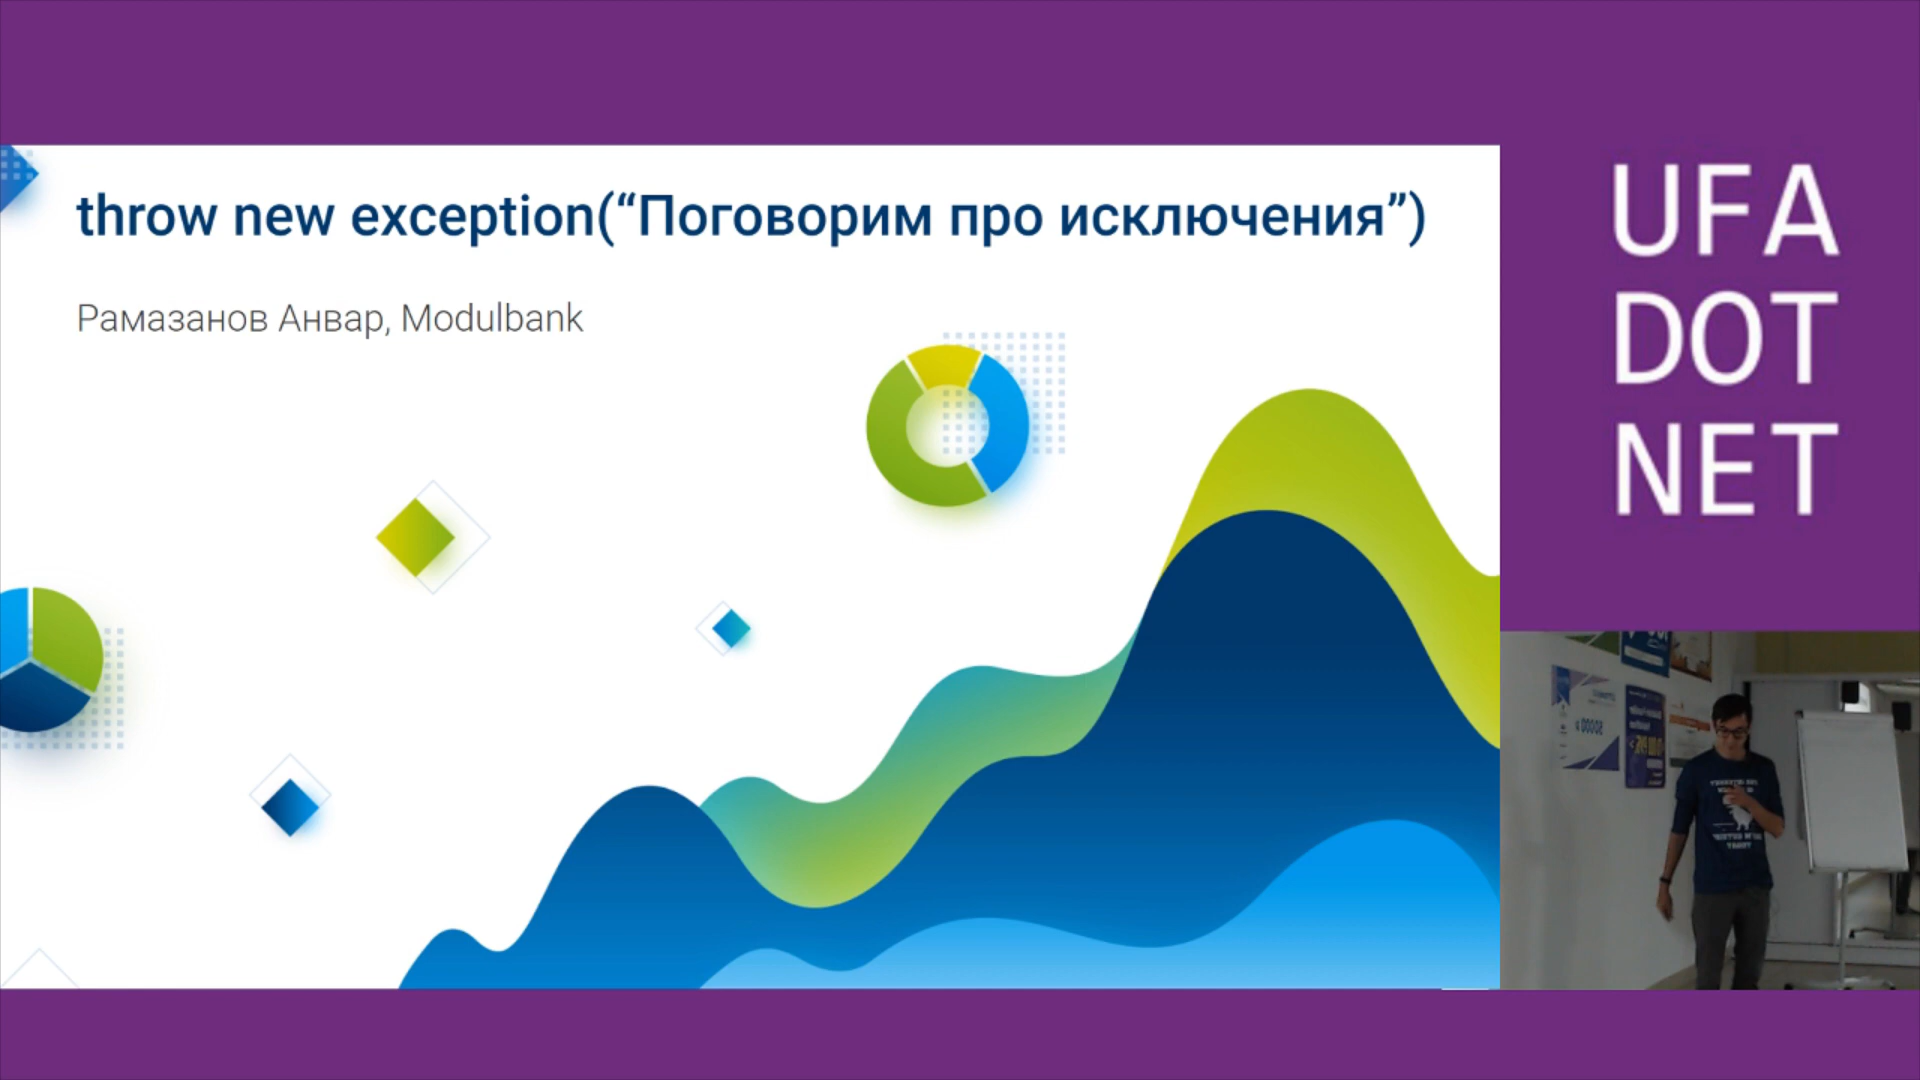 throw new exception(“Поговорим про исключения”)
Рамазанов Анвар, Modulbank
UFA
DOT
NET